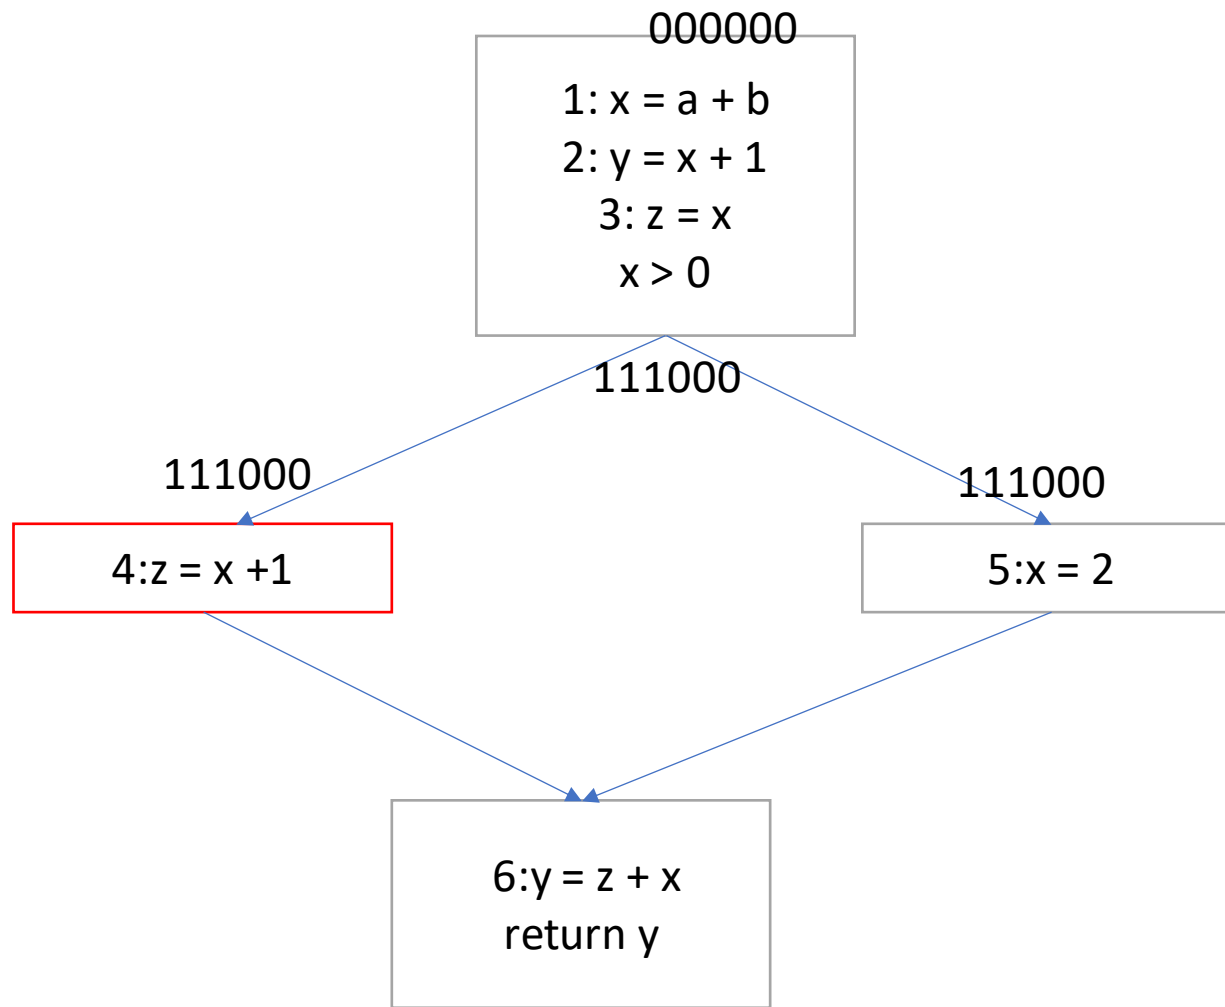 000000
1: x = a + b
2: y = x + 1
3: z = x
x > 0
111000
111000
111000
4:z = x +1
5:x = 2
6:y = z + x
return y